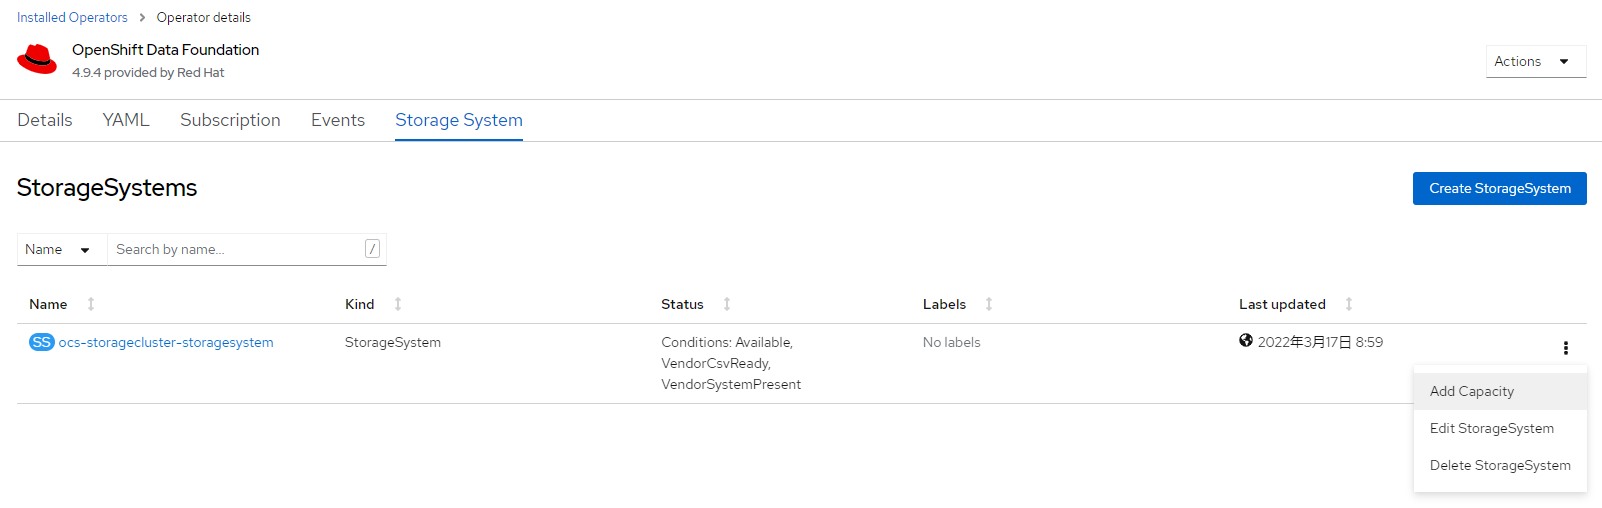 Installed Operators > Operator details
OpenShift Data Foundation
4.9.4 provided by Red Hat
Actions
Details YAML Subscription Events Storage System
StorageSystems
Create StorageSystem
Name Search by name... /
Name Kind Status Labels Last updated
SS ocs-storagecluster-storagesystem StorageSystem Conditions: Available, No labels 2022年3月17日 8:59
VendorCsvReady,
VendorSystemPresent
Add Capacity
Edit StorageSystem
Delete StorageSystem